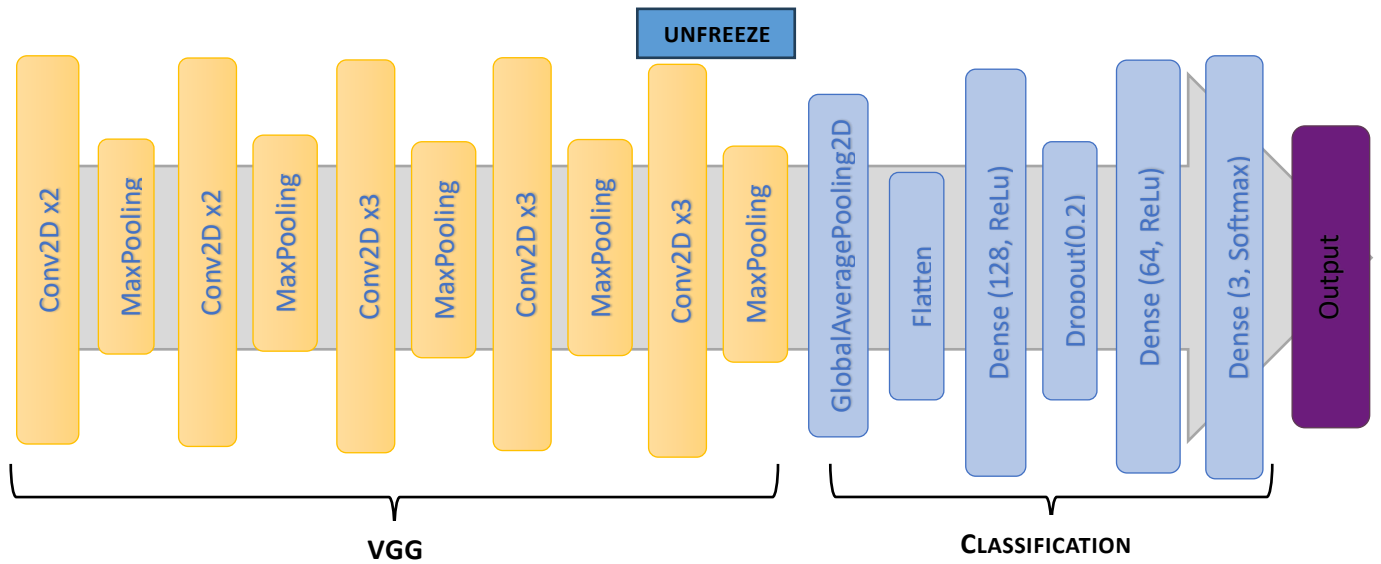 UNFREEZE
Conv2D x2
MaxPooling
Conv2D x2
MaxPooling
Conv2D x3
MaxPooling
Conv2D x3
MaxPooling
Conv2D x3
MaxPooling
GlobalAveragePooling2D
Flatten
Dense (128, ReLu)
Dropout(0.2)
Dense (64, ReLu)
Dense (3, Softmax)
Output
VGG
CLASSIFICATION